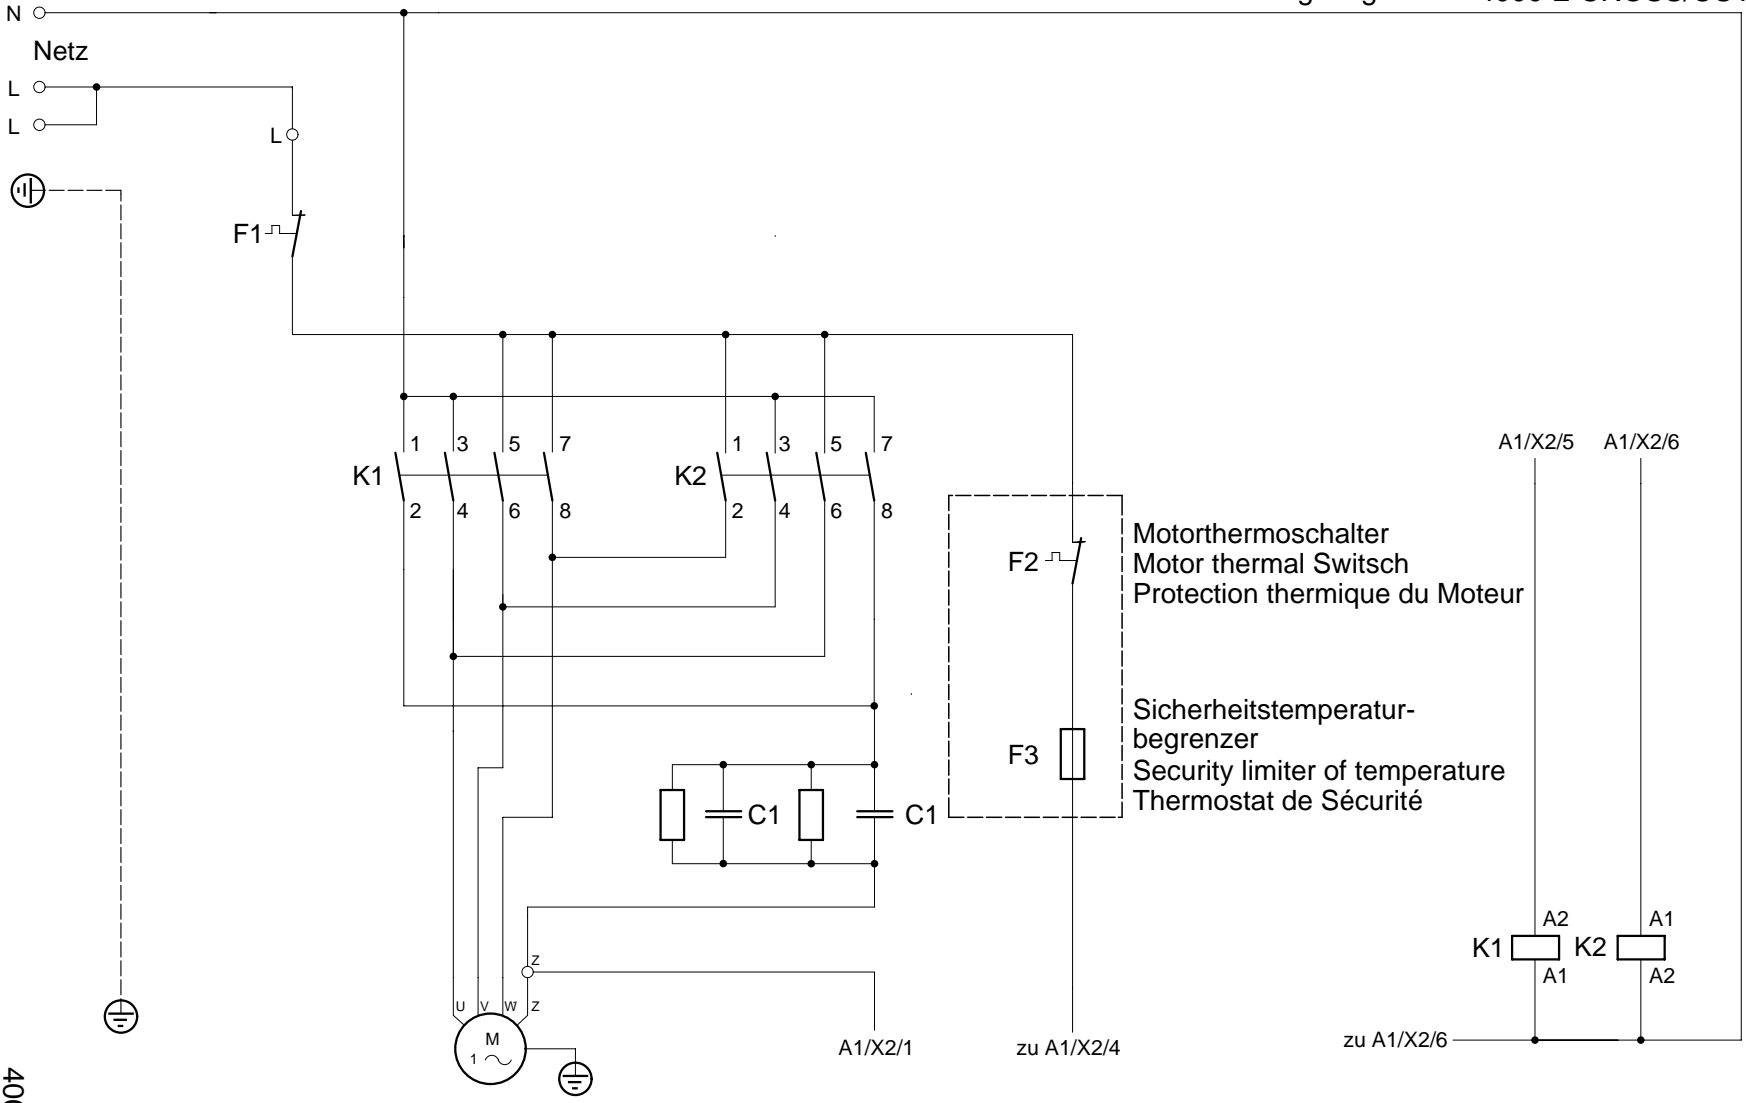 N
Netz
L
L
L
F1
1 3 5 7
K1
2 4 6 8
1 3 5 7
K2
2 4 6 8
A1/X2/5 A1/X2/6
F2
Motorthermoschalter
Motor thermal Switsch
Protection thermique du Moteur
F3
Sicherheitstemperatur-
begrenzer
Security limiter of temperature
Thermostat de Sécurité
C1 C1
A2 A1
K1 K2
A1 A2
Z
U V W Z
M
1
A1/X2/1
zu A1/X2/4
zu A1/X2/6